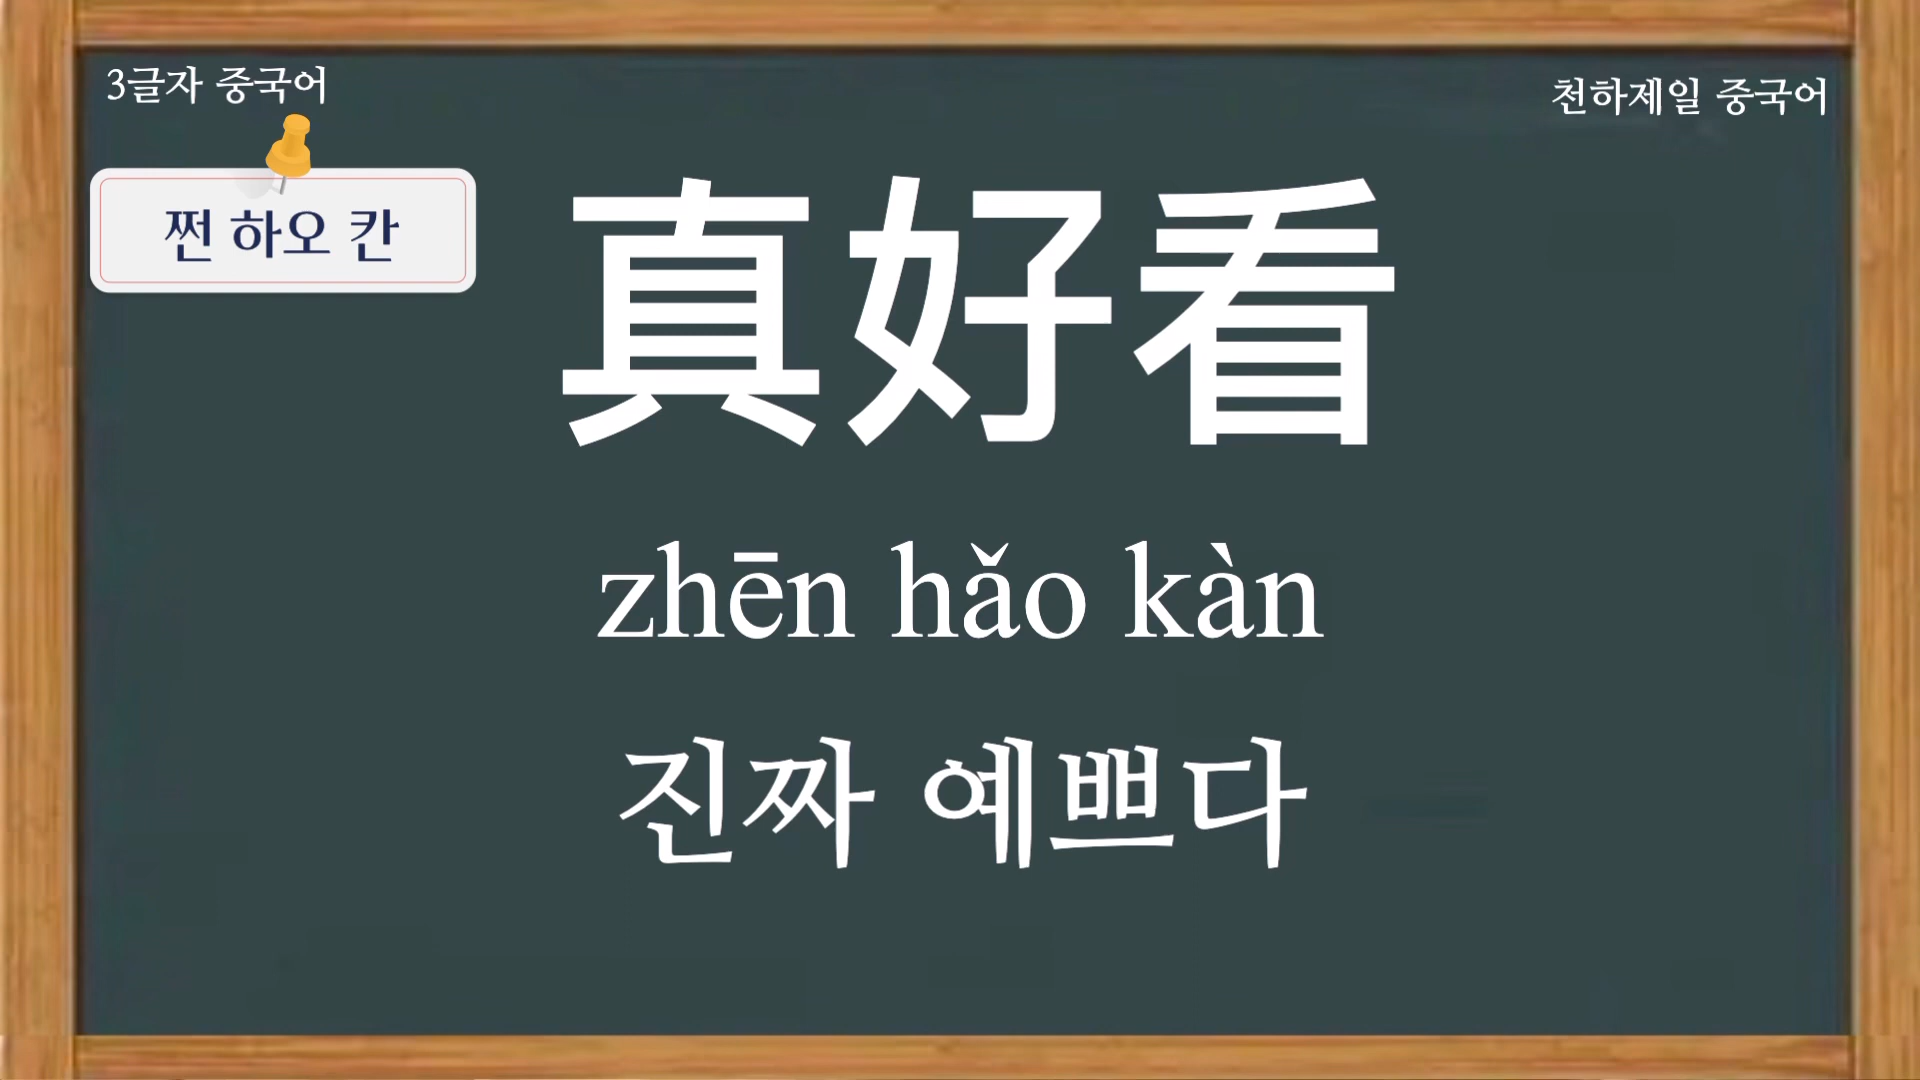 3글자 중국어
천하제일 중국어
쩐 하오 칸
真好看
zhēn hǎo kàn
진짜 예쁘다